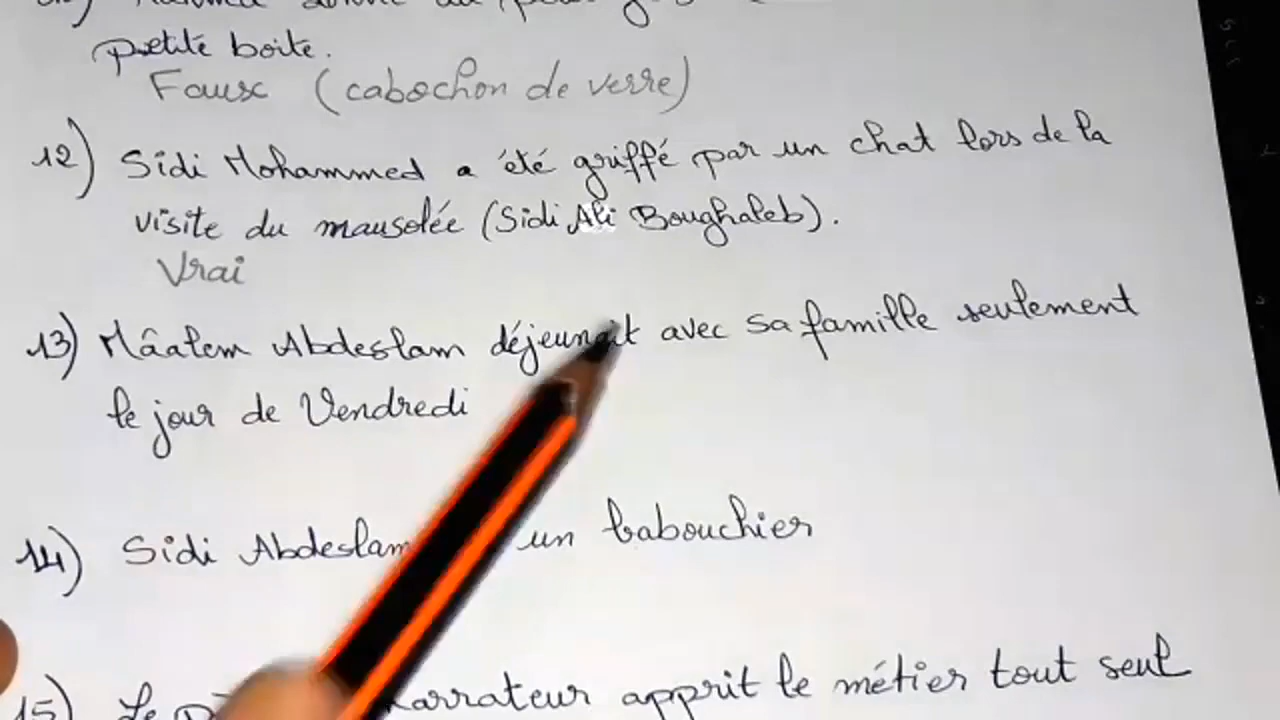 petite boite.
Faux (cabochon de verre)
12) Sidi Mohammed a été griffé par un chat lors de la
visite du mausolée (Sidi Ali Boughaleb).
Vrai
13) Mâalem Abdeslam déjeunait avec sa famille seulement
le jour de Vendredi
14) Sidi Abdeslam un babouchier
15) Le narrateur apprit le métier tout seul